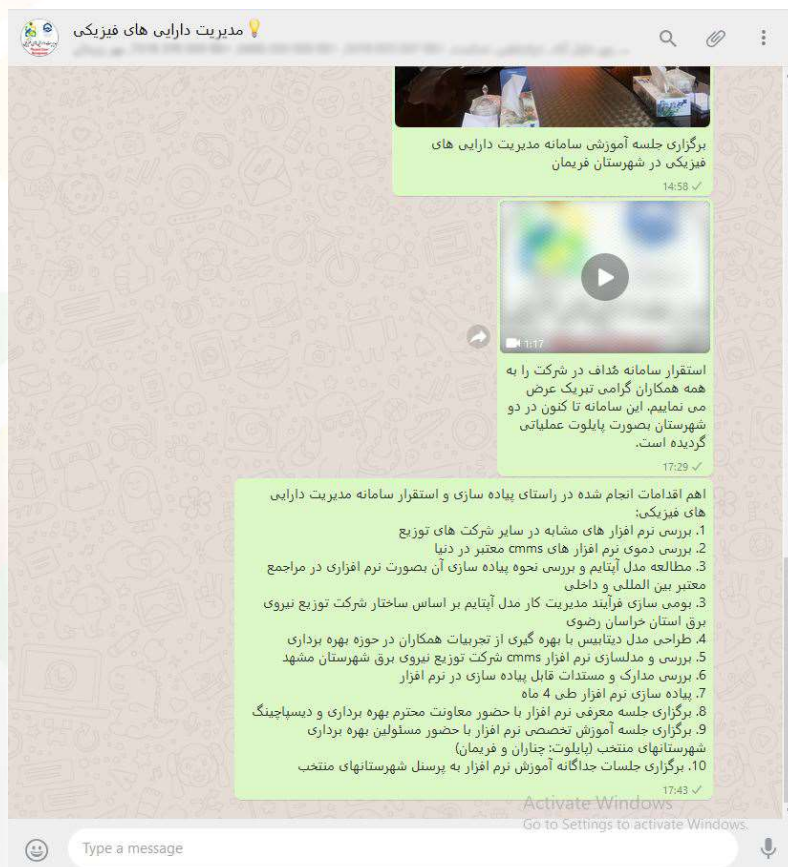 💡مدیریت دارایی های فیزیکی
برگزاری جلسه آموزشی سامانه مدیریت دارایی های
فیزیکی در شهرستان فریمان
14:58
1:17
استقرار سامانه مُداف در شرکت را به
همه همکاران گرامی تبریک عرض
می نماییم. این سامانه تا کنون در دو
شهرستان بصورت پایلوت عملیاتی
گردیده است.
17:29
اهم اقدامات انجام شده در راستای پیاده سازی و استقرار سامانه مدیریت دارایی
های فیزیکی:
1. بررسی نرم افزار های مشابه در سایر شرکت های توزیع
2. بررسی دموی نرم افزار های cmms معتبر در دنیا
3. مطالعه مدل آپتایم و بررسی نحوه پیاده سازی آن بصورت نرم افزاری در مراجع
معتبر بین المللی و داخلی
3. بومی سازی فرآیند مدیریت کار مدل آپتایم بر اساس ساختار شرکت توزیع نیروی
برق استان خراسان رضوی
4. طراحی مدل دیتابیس با بهره گیری از تجربیات همکاران در حوزه بهره برداری
5. بررسی و مدلسازی نرم افزار cmms شرکت توزیع نیروی برق شهرستان مشهد
6. بررسی مدارک و مستدات قابل پیاده سازی در نرم افزار
7. پیاده سازی نرم افزار طی 4 ماه
8. برگزاری جلسه معرفی نرم افزار با حضور معاونت محترم بهره برداری و دیسپاچینگ
9. برگزاری جلسه آموزش تخصصی نرم افزار با حضور مسئولین بهره برداری
شهرستانهای منتخب (پایلوت: چناران و فریمان)
10. برگزاری جلسات جداگانه آموزش نرم افزار به پرسنل شهرستانهای منتخب
17:43
Activate Windows
Go to Settings to activate Windows.
Type a message